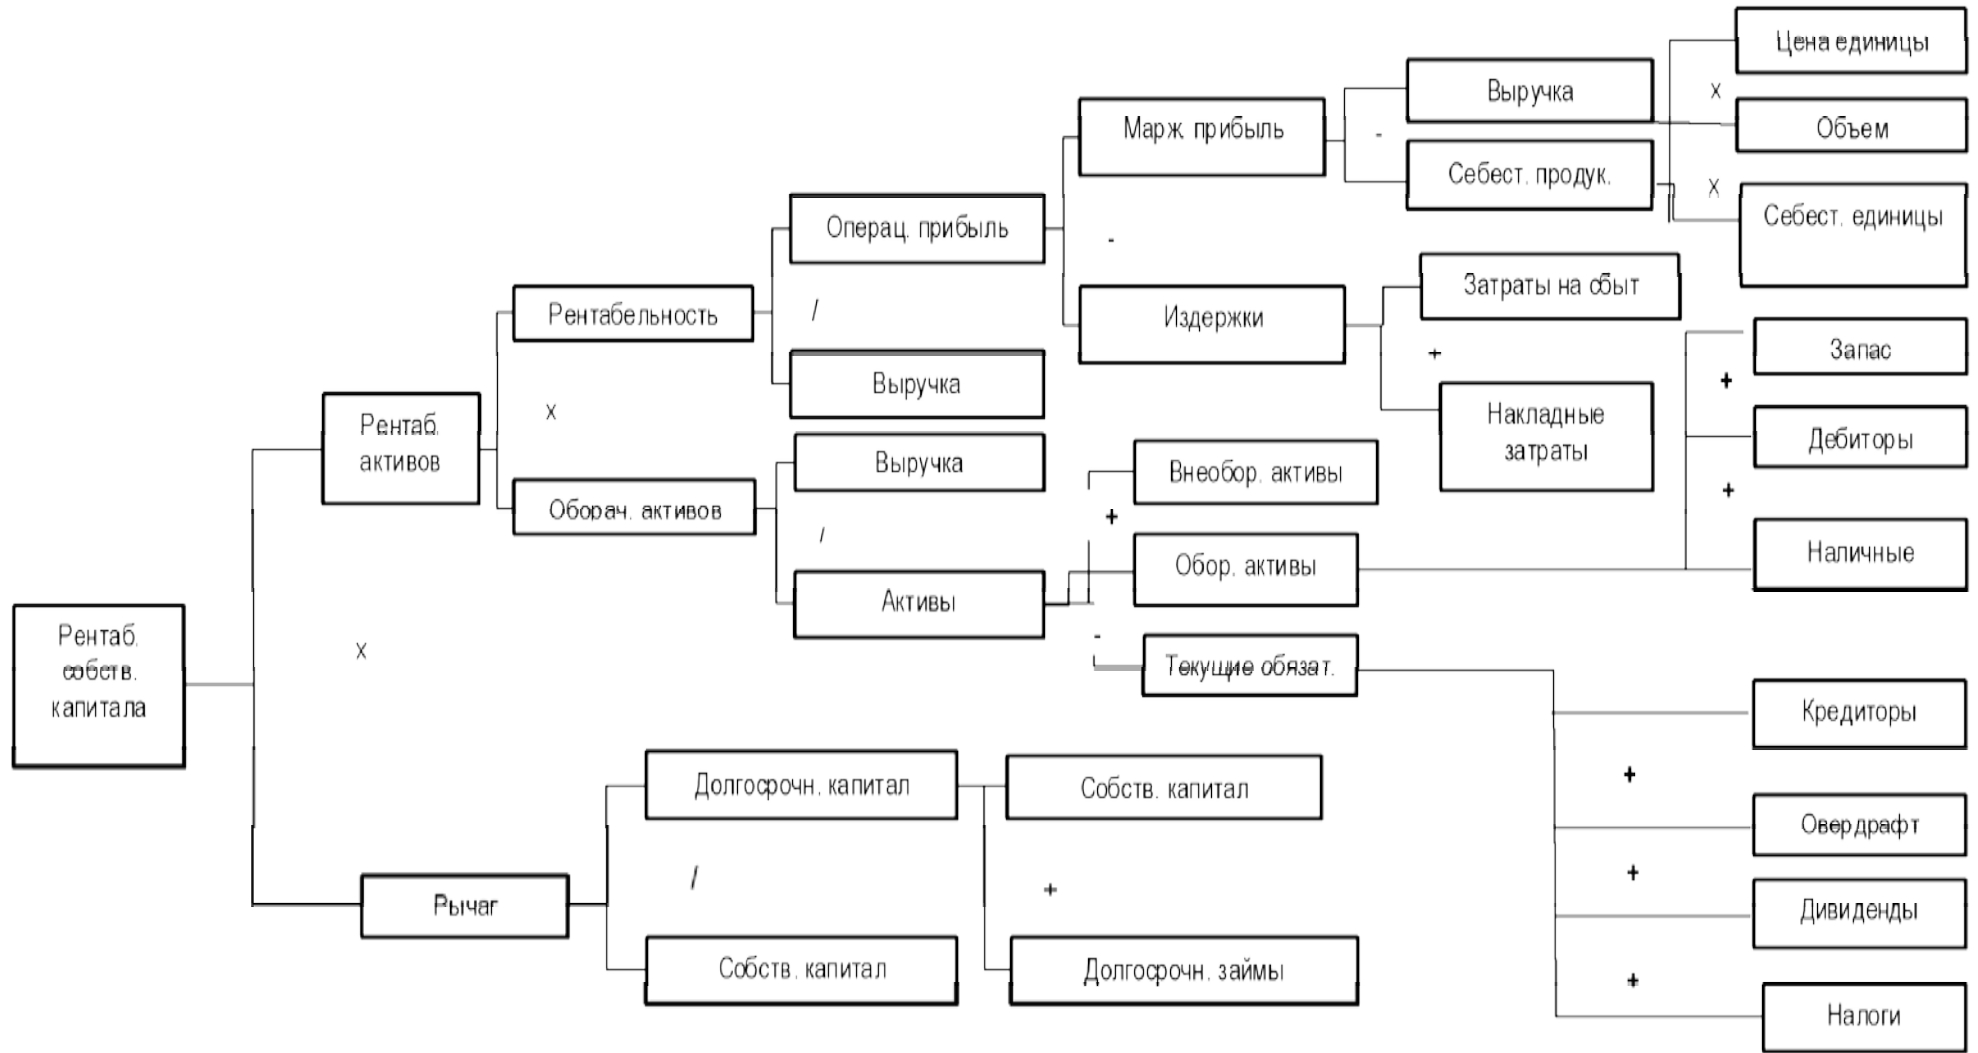 Цена единицы
x
Выручка
Объем
Марж. прибыль
-
Себест. продук.
x
Себест. единицы
Операц. прибыль
-
Затраты на сбыт
Рентабельность
/
Издержки
+
Запас
+
Выручка
Рентаб.
активов
x
Накладные
затраты
Дебиторы
Выручка
Внеобор. активы
+
Оборач. активов
/
+
Обор. активы
Наличные
Активы
-
Рентаб.
собств.
капитала
x
Текущие обязат.
Кредиторы
+
Долгосрочн. капитал
Собств. капитал
Овердрафт
+
/
+
Рычаг
Дивиденды
Собств. капитал
Долгосрочн. займы
+
Налоги